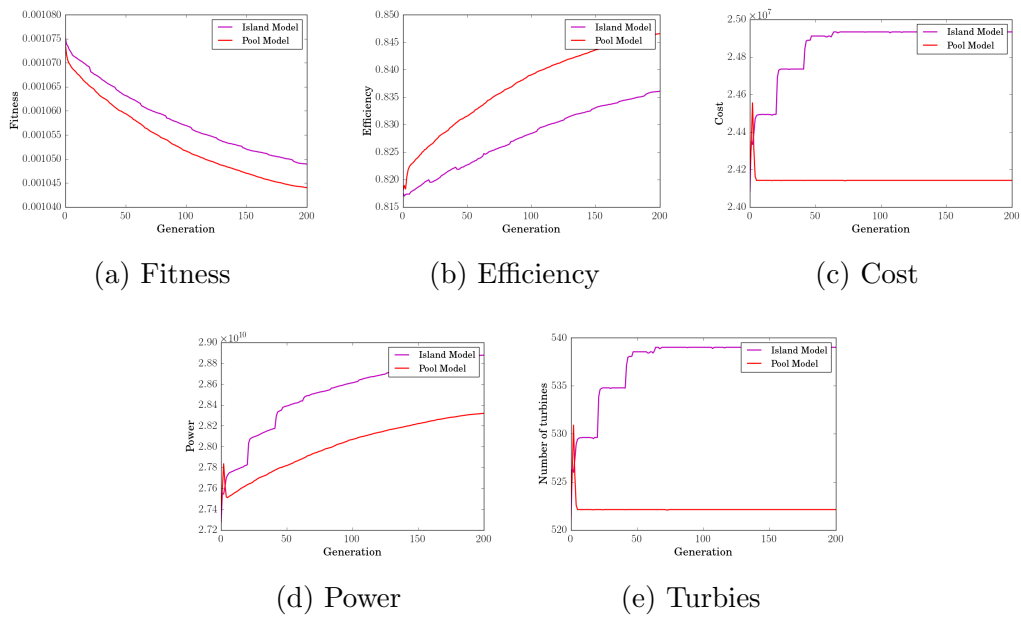 0.001080
0.001075
0.001070
0.001065
0.001060
0.001055
0.001050
0.001045
0.001040
Fitness
0 50 100 150 200
Generation
Island Model
Pool Model
(a) Fitness
0.850
0.845
0.840
0.835
0.830
0.825
0.820
0.815
Efficiency
0 50 100 150 200
Generation
Island Model
Pool Model
(b) Efficiency
2.50 ×10⁷
2.48
2.46
2.44
2.42
2.40
Cost
0 50 100 150 200
Generation
Island Model
Pool Model
(c) Cost
2.90 ×10¹⁰
2.88
2.86
2.84
2.82
2.80
2.78
2.76
2.74
2.72
Power
0 50 100 150 200
Generation
Island Model
Pool Model
(d) Power
540
535
530
525
520
Number of turbines
0 50 100 150 200
Generation
Island Model
Pool Model
(e) Turbies